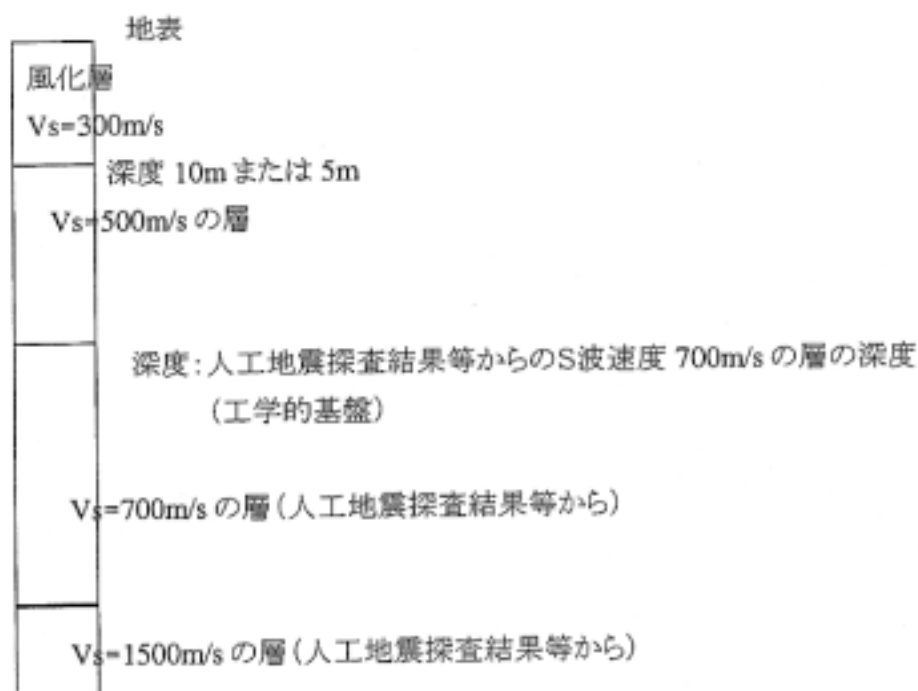 地表
風化層
Vs=300m/s
深度 10m または 5m
Vs=500m/s の層
深度：人工地震探査結果等からのS波速度 700m/s の層の深度
（工学的基盤）
Vs=700m/s の層（人工地震探査結果等から）
Vs=1500m/s の層（人工地震探査結果等から）